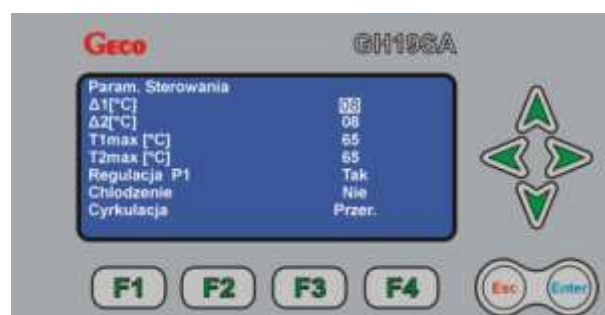 GECO GH19SA
Param. Sterowania
Δ1[°C] 08
Δ2[°C] 08
T1max [°C] 65
T2max [°C] 65
Regulacja P1 Tak
Chlodzenie Nie
Cyrkulacja Przer.
F1 F2 F3 F4 Esc Enter